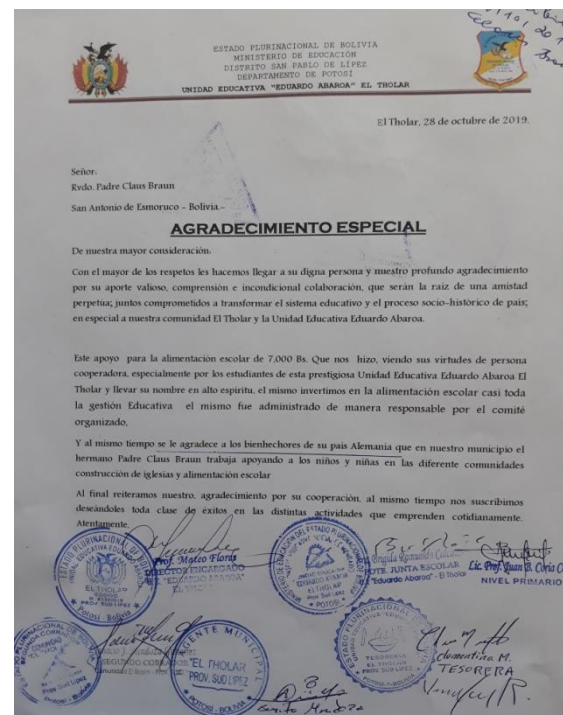 ESTADO PLURINACIONAL DE BOLIVIA
MINISTERIO DE EDUCACIÓN
DISTRITO SAN PABLO DE LÍPEZ
DEPARTAMENTO DE POTOSÍ
UNIDAD EDUCATIVA "EDUARDO ABAROA" EL THOLAR
El Tholar, 28 de octubre de 2019.
Señor.
Rvdo. Padre Claus Braun
San Antonio de Esmoruco – Bolivia.-
AGRADECIMIENTO ESPECIAL
De nuestra mayor consideración.
Con el mayor de los respetos les hacemos llegar a su digna persona y nuestro profundo agradecimiento
por su aporte valioso, comprensión e incondicional colaboración, que serán la raíz de una amistad
perpetua; juntos comprometidos a transformar el sistema educativo y el proceso socio-histórico de país;
en especial a nuestra comunidad El Tholar y la Unidad Educativa Eduardo Abaroa.
Este apoyo para la alimentación escolar de 7,000 Bs. Que nos hizo, viendo sus virtudes de persona
cooperadora, especialmente por los estudiantes de esta prestigiosa Unidad Educativa Eduardo Abaroa El
Tholar y llevar su nombre en alto espíritu, el mismo invertimos en la alimentación escolar casi toda
la gestión Educativa el mismo fue administrado de manera responsable por el comité
organizado,
Y al mismo tiempo se le agradece a los bienhechores de su país Alemania que en nuestro municipio el
hermano Padre Claus Braun trabaja apoyando a los niños y niñas en las diferente comunidades
construcción de iglesias y alimentación escolar
Al final reiteramos nuestro, agradecimiento por su cooperación, al mismo tiempo nos suscribimos
deseándoles toda clase de éxitos en las distintas actividades que emprenden cotidianamente.
Atentamente.
Prof. Mateo Flores
DIRECTOR ENCARGADO
"EDUARDO ABAROA"
JUNTA ESCOLAR
"Eduardo Abaroa" - El Tholar
Lic. Prof. Juan B. Coria C
NIVEL PRIMARIO
SEGUNDO CORREGIDOR
EL THOLAR
PROV. SUD LIPEZ
POTOSI - BOLIVIA
Clementina M.
TESORERA